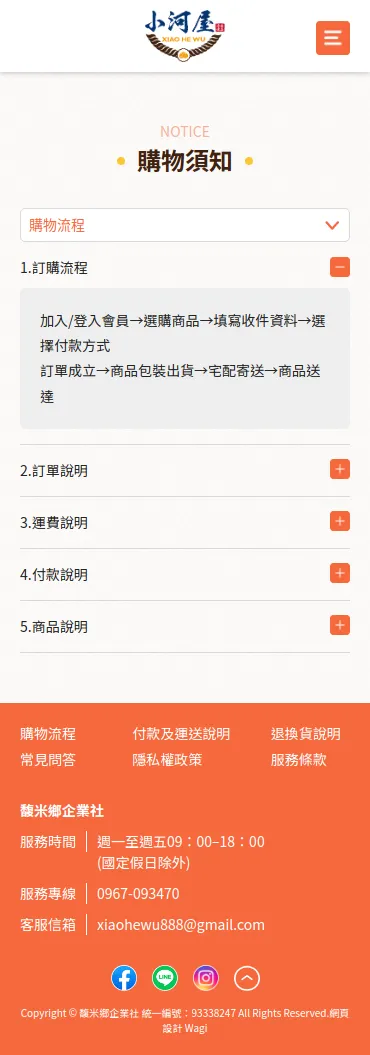 小河屋
XIAO HE WU
NOTICE
購物須知
購物流程
1.訂購流程
加入/登入會員→選購商品→填寫收件資料→選
擇付款方式
訂單成立→商品包裝出貨→宅配寄送→商品送
達
2.訂單說明
3.運費說明
4.付款說明
5.商品說明
購物流程 付款及運送說明 退換貨說明
常見問答 隱私權政策 服務條款
馥米鄉企業社
服務時間 週一至週五09：00–18：00
(國定假日除外)
服務專線 0967-093470
客服信箱 xiaohewu888@gmail.com
LINE
Copyright © 馥米鄉企業社 統一編號：93338247 All Rights Reserved.網頁
設計 Wagi